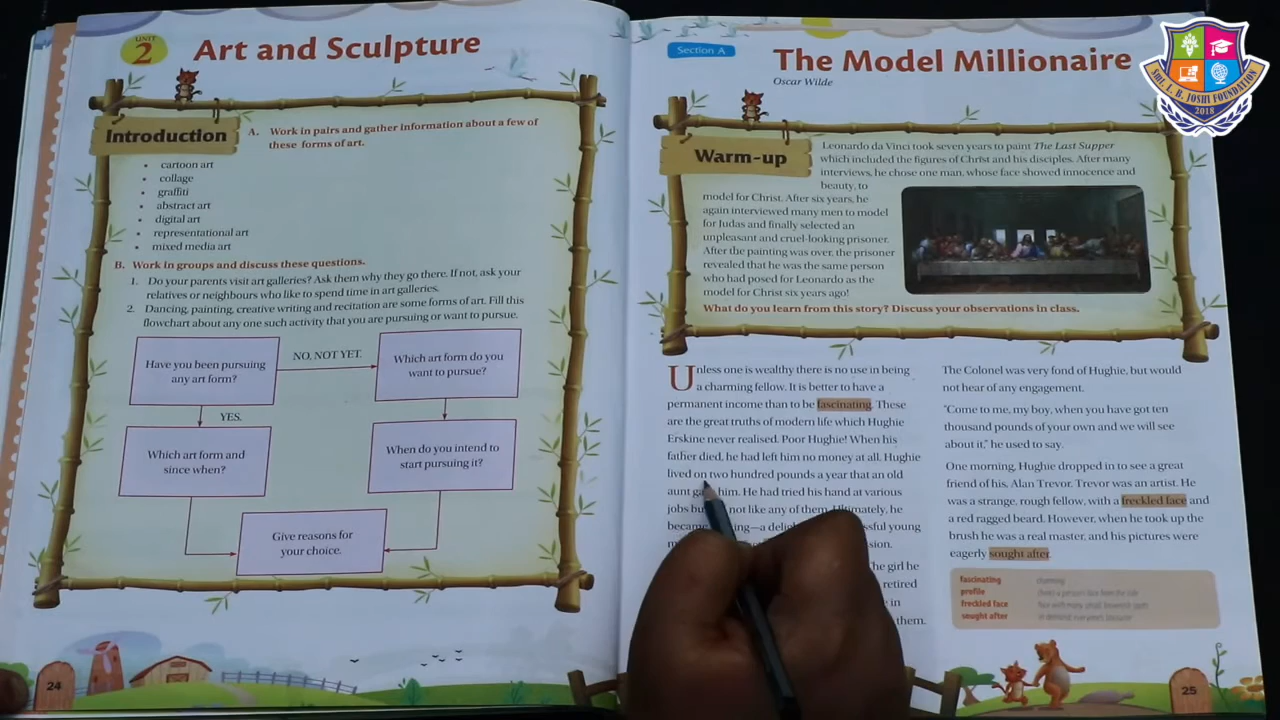 UNIT
2
Art and Sculpture
Introduction
A. Work in pairs and gather information about a few of
these forms of art.
• cartoon art
• collage
• graffiti
• abstract art
• digital art
• representational art
• mixed media art
B. Work in groups and discuss these questions.
1. Do your parents visit art galleries? Ask them why they go there. If not, ask your
relatives or neighbours who like to spend time in art galleries.
2. Dancing, painting, creative writing and recitation are some forms of art. Fill this
flowchart about any one such activity that you are pursuing or want to pursue.
Have you been pursuing
any art form?
NO, NOT YET.
Which art form do you
want to pursue?
YES.
Which art form and
since when?
When do you intend to
start pursuing it?
Give reasons for
your choice.
24
Section A
The Model Millionaire
Oscar Wilde
Warm-up
Leonardo da Vinci took seven years to paint The Last Supper
which included the figures of Christ and his disciples. After many
interviews, he chose one man, whose face showed innocence and
beauty, to
model for Christ. After six years, he
again interviewed many men to model
for Judas and finally selected an
unpleasant and cruel-looking prisoner.
After the painting was over, the prisoner
revealed that he was the same person
who had posed for Leonardo as the
model for Christ six years ago!
What do you learn from this story? Discuss your observations in class.
Unless one is wealthy there is no use in being
a charming fellow. It is better to have a
permanent income than to be fascinating. These
are the great truths of modern life which Hughie
Erskine never realised. Poor Hughie! When his
father died, he had left him no money at all. Hughie
lived on two hundred pounds a year that an old
aunt him. He had tried his hand at various
jobs not like any of them. Ultimately, he
young
The girl he
retired
in
them.
The Colonel was very fond of Hughie, but would
not hear of any engagement.
"Come to me, my boy, when you have got ten
thousand pounds of your own and we will see
about it," he used to say.
One morning, Hughie dropped in to see a great
friend of his, Alan Trevor. Trevor was an artist. He
was a strange, rough fellow, with a freckled face and
a red ragged beard. However, when he took up the
brush he was a real master, and his pictures were
eagerly sought after.
fascinating charming
profile
freckled face
sought after
25
SMT. L. B. JOSHI FOUNDATION
2018